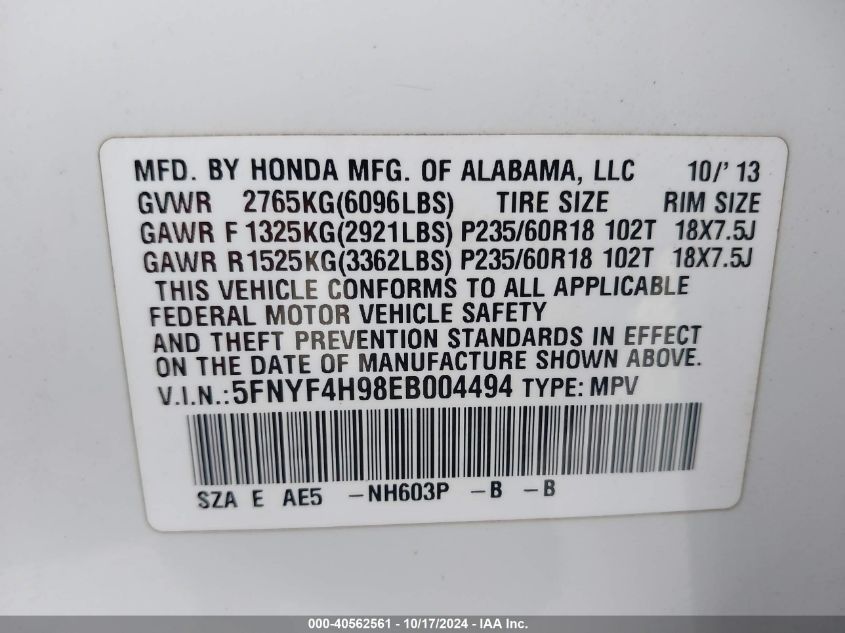 MFD. BY HONDA MFG. OF ALABAMA, LLC 10/'13
GVWR 2765KG(6096LBS) TIRE SIZE RIM SIZE
GAWR F 1325KG(2921LBS) P235/60R18 102T 18X7.5J
GAWR R1525KG(3362LBS) P235/60R18 102T 18X7.5J
THIS VEHICLE CONFORMS TO ALL APPLICABLE
FEDERAL MOTOR VEHICLE SAFETY
AND THEFT PREVENTION STANDARDS IN EFFECT
ON THE DATE OF MANUFACTURE SHOWN ABOVE.
V.I.N.:5FNYF4H98EB004494 TYPE: MPV
SZA E AE5 -NH603P -B -B
000-40562561 - 10/17/2024 - IAA Inc.